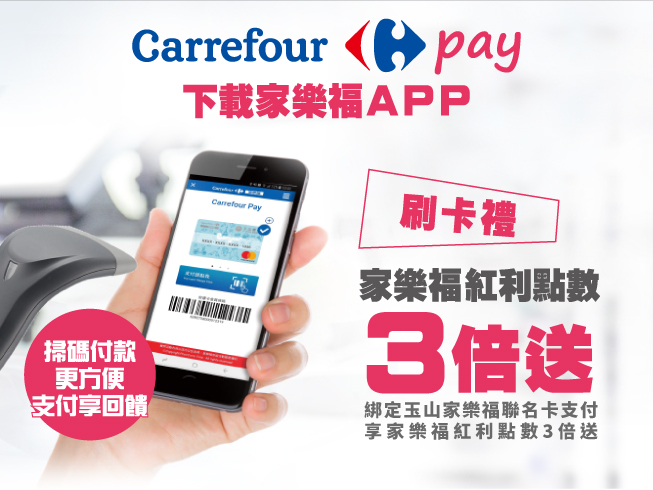 Carrefour pay
下載家樂福APP
Carrefour Pay
刷卡禮
家樂福紅利點數
3倍送
綁定玉山家樂福聯名卡支付
享家樂福紅利點數3倍送
掃碼付款
更方便
支付享回饋